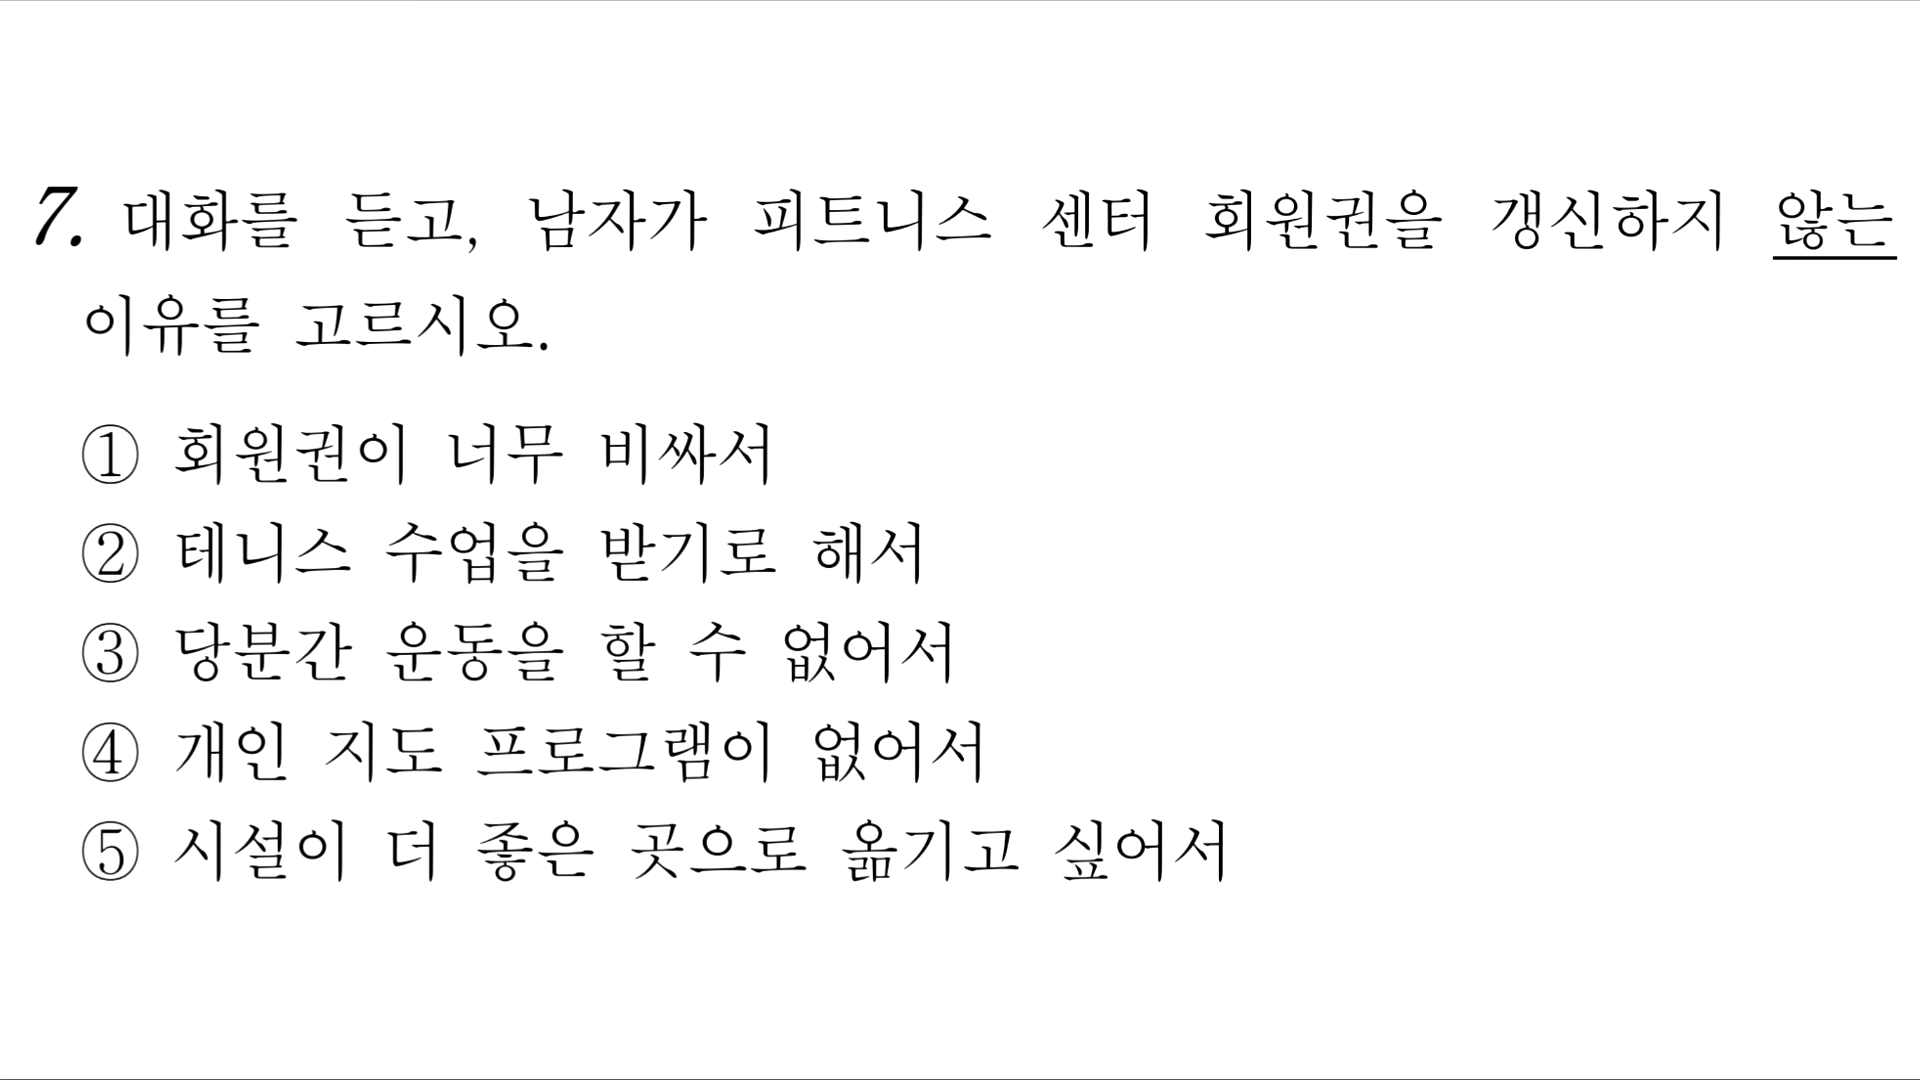 7. 대화를 듣고, 남자가 피트니스 센터 회원권을 갱신하지 않는
이유를 고르시오.
① 회원권이 너무 비싸서
② 테니스 수업을 받기로 해서
③ 당분간 운동을 할 수 없어서
④ 개인 지도 프로그램이 없어서
⑤ 시설이 더 좋은 곳으로 옮기고 싶어서